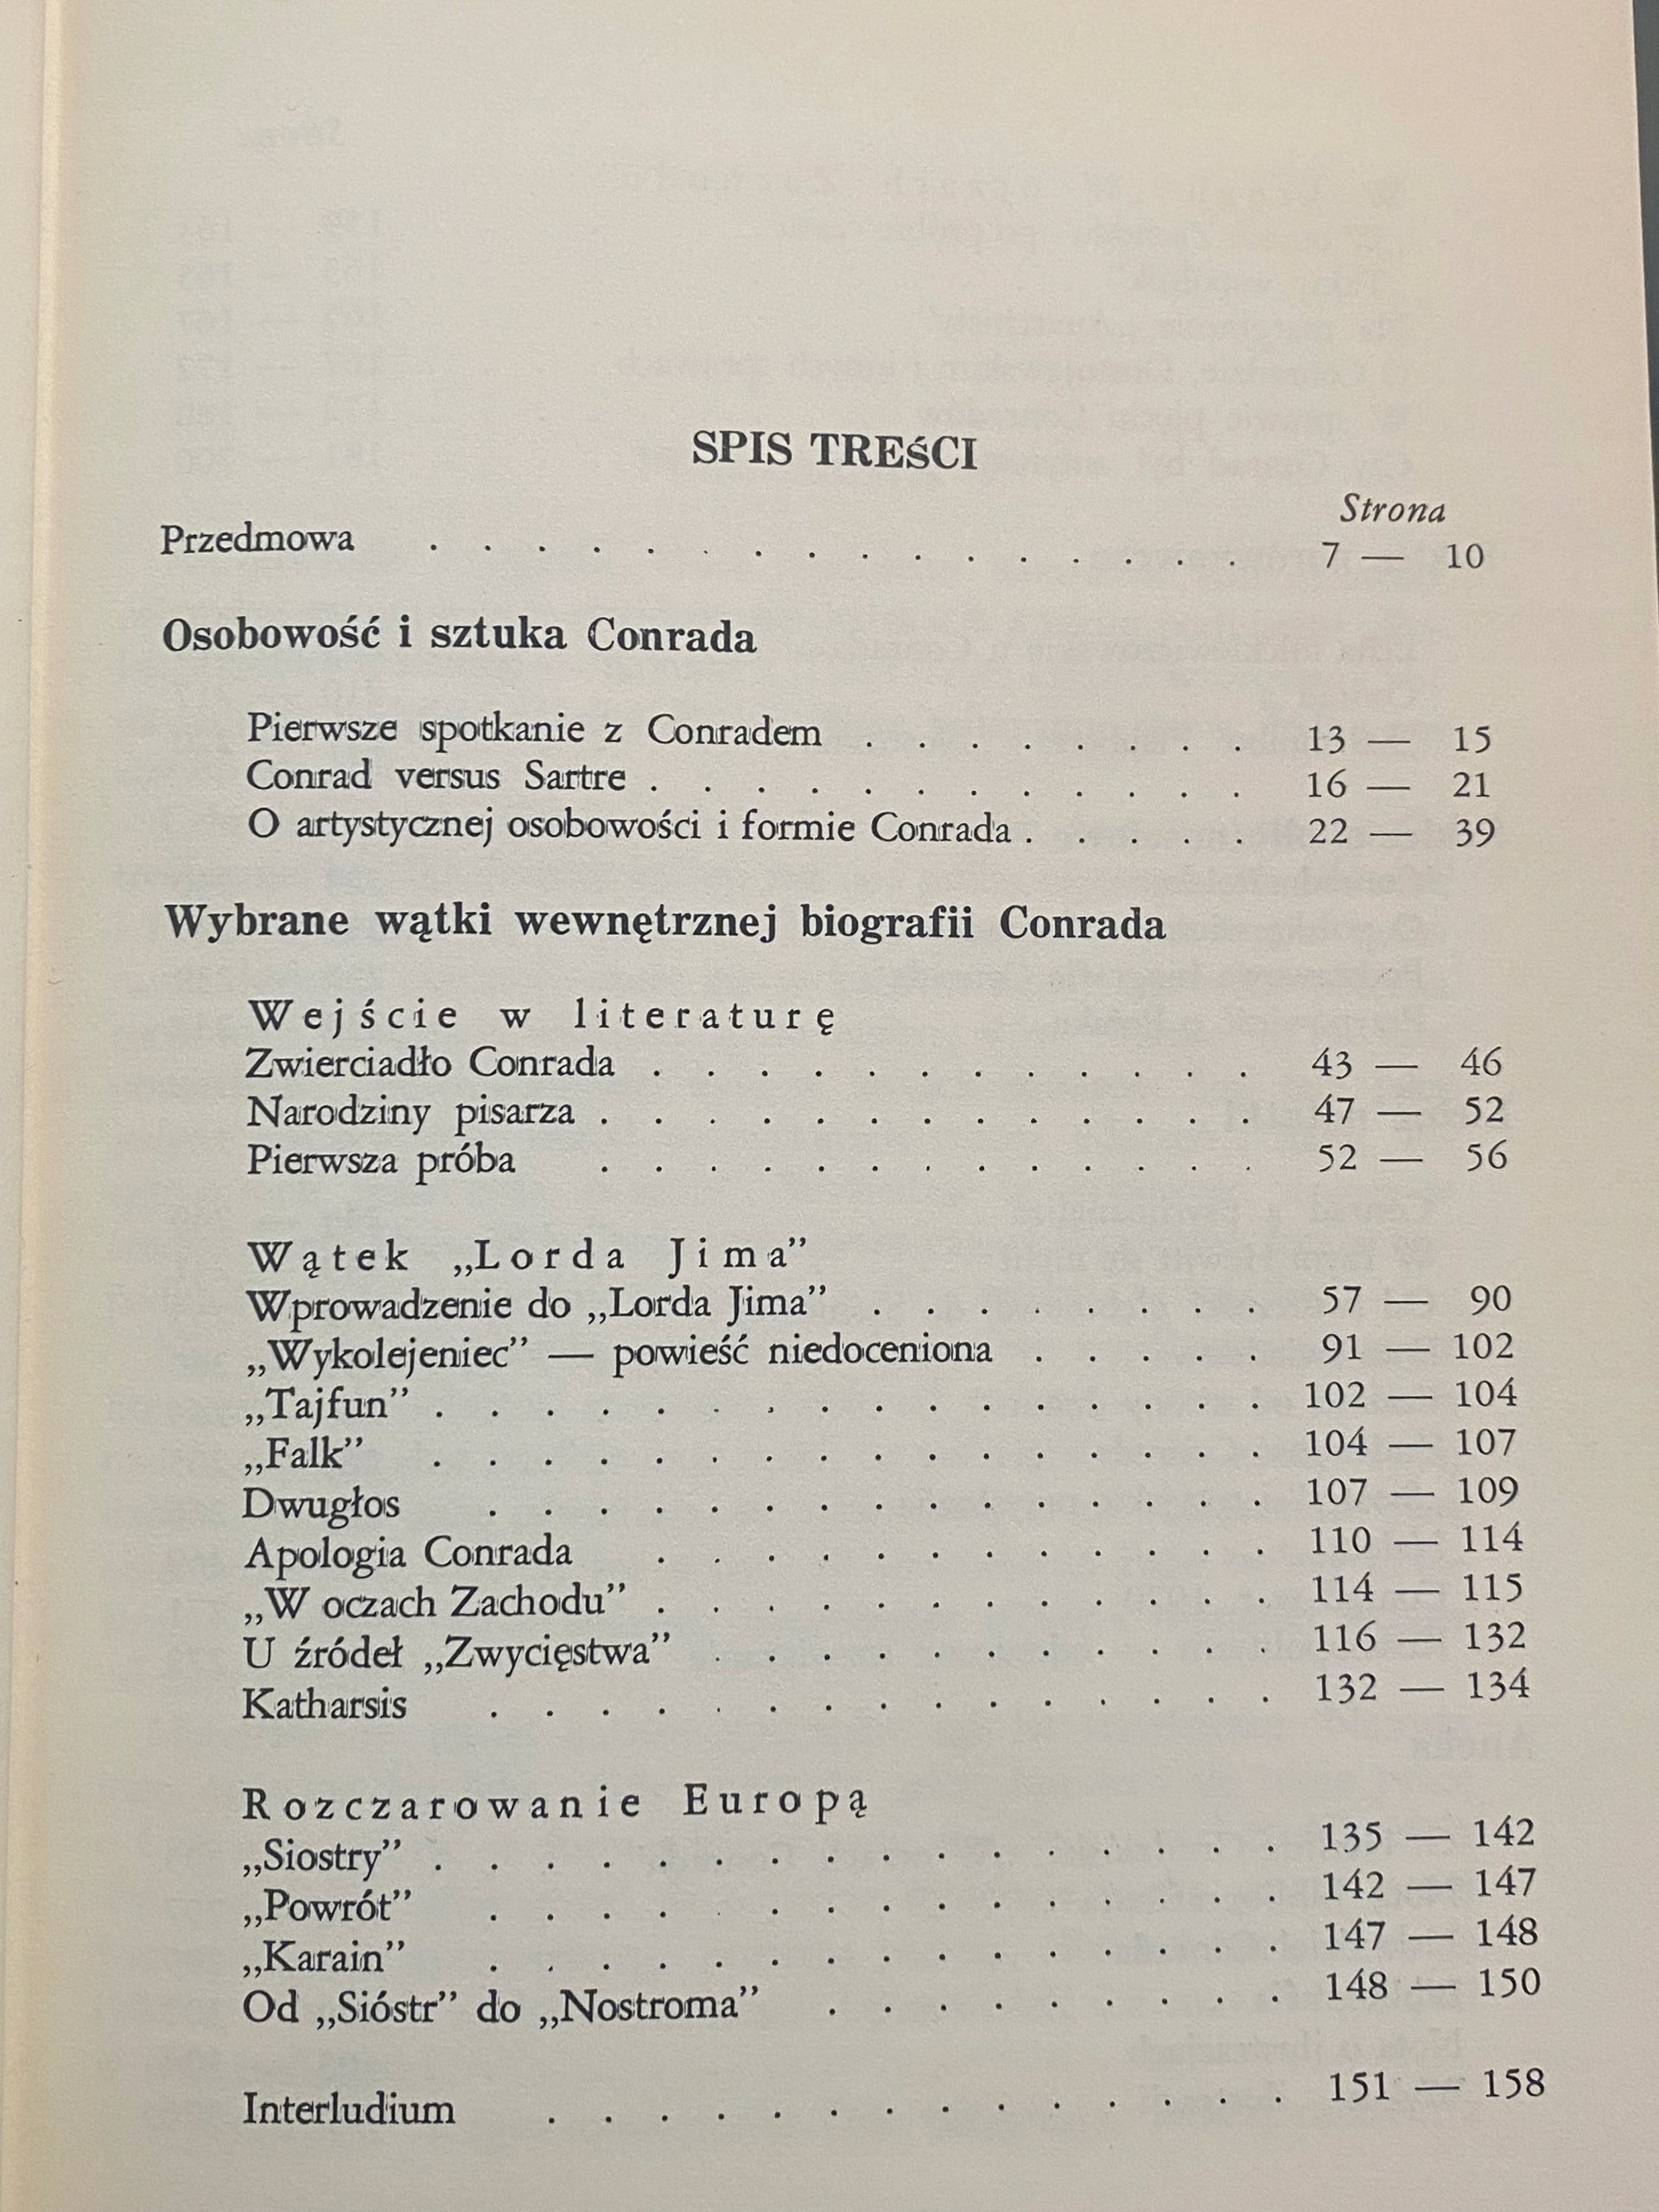 SPIS TREŚCI
Strona
Przedmowa . . . . . . . . . . . . . . . . 7 — 10
Osobowość i sztuka Conrada
Pierwsze spotkanie z Conradem . . . . . . . . 13 — 15
Conrad versus Sartre . . . . . . . . . . . . 16 — 21
O artystycznej osobowości i formie Conrada . . . . . 22 — 39
Wybrane wątki wewnętrznej biografii Conrada
Wejście w literaturę
Zwierciadło Conrada . . . . . . . . . . . . 43 — 46
Narodziny pisarza . . . . . . . . . . . . . 47 — 52
Pierwsza próba . . . . . . . . . . . . . 52 — 56
Wątek „Lorda Jima”
Wprowadzenie do „Lorda Jima” . . . . . . . . 57 — 90
„Wykolejeniec” — powieść niedoceniona . . . . . 91 — 102
„Tajfun” . . . . . . . . . . . . . . . . 102 — 104
„Falk” . . . . . . . . . . . . . . . . 104 — 107
Dwugłos . . . . . . . . . . . . . . . 107 — 109
Apologia Conrada . . . . . . . . . . . . 110 — 114
„W oczach Zachodu” . . . . . . . . . . . . 114 — 115
U źródeł „Zwycięstwa” . . . . . . . . . . . 116 — 132
Katharsis . . . . . . . . . . . . . . . 132 — 134
Rozczarowanie Europą
„Siostry” . . . . . . . . . . . . . . . . 135 — 142
„Powrót” . . . . . . . . . . . . . . . 142 — 147
„Karain” . . . . . . . . . . . . . . . 147 — 148
Od „Sióstr” do „Nostroma” . . . . . . . . . 148 — 150
Interludium . . . . . . . . . . . . . . 151 — 158